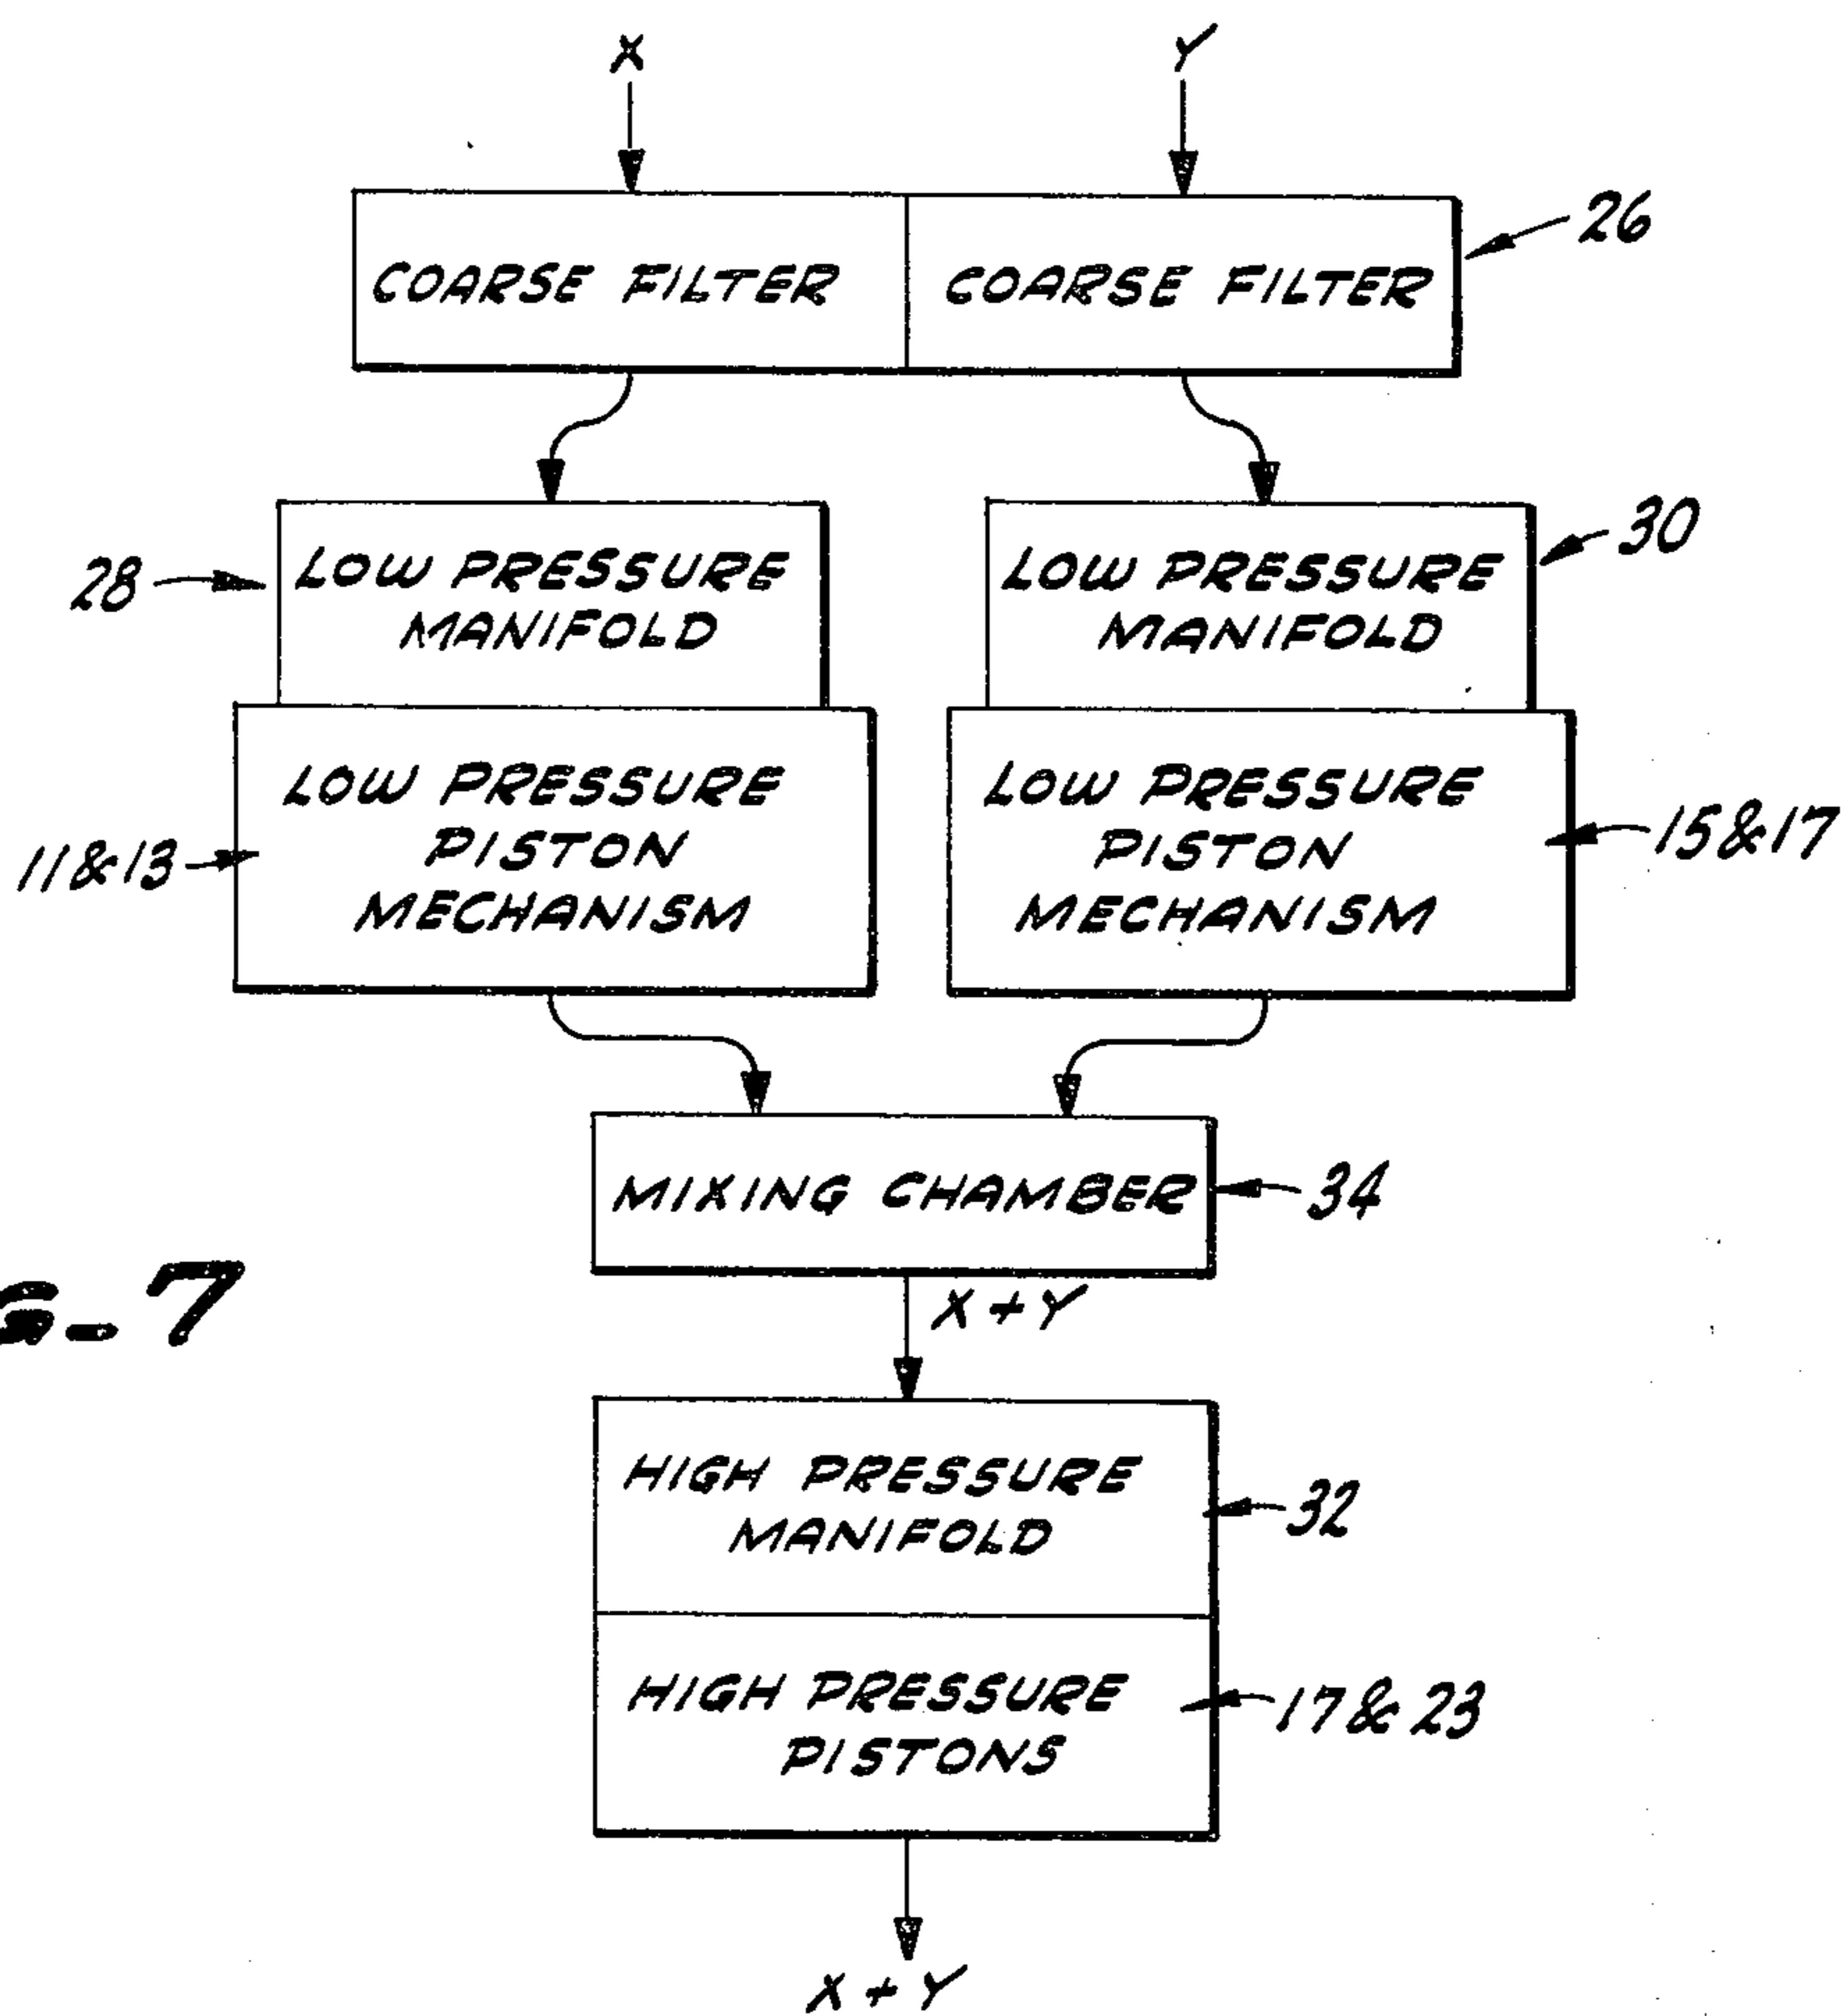 X Y
COARSE FILTER COARSE FILTER 26
28 LOW PRESSURE MANIFOLD
LOW PRESSURE MANIFOLD 30
11&13 LOW PRESSURE PISTON MECHANISM
LOW PRESSURE PISTON MECHANISM 15&17
MIXING CHAMBER 34
X+Y
7
HIGH PRESSURE
MANIFOLD
32
HIGH PRESSURE
PISTONS
17&23
X+Y